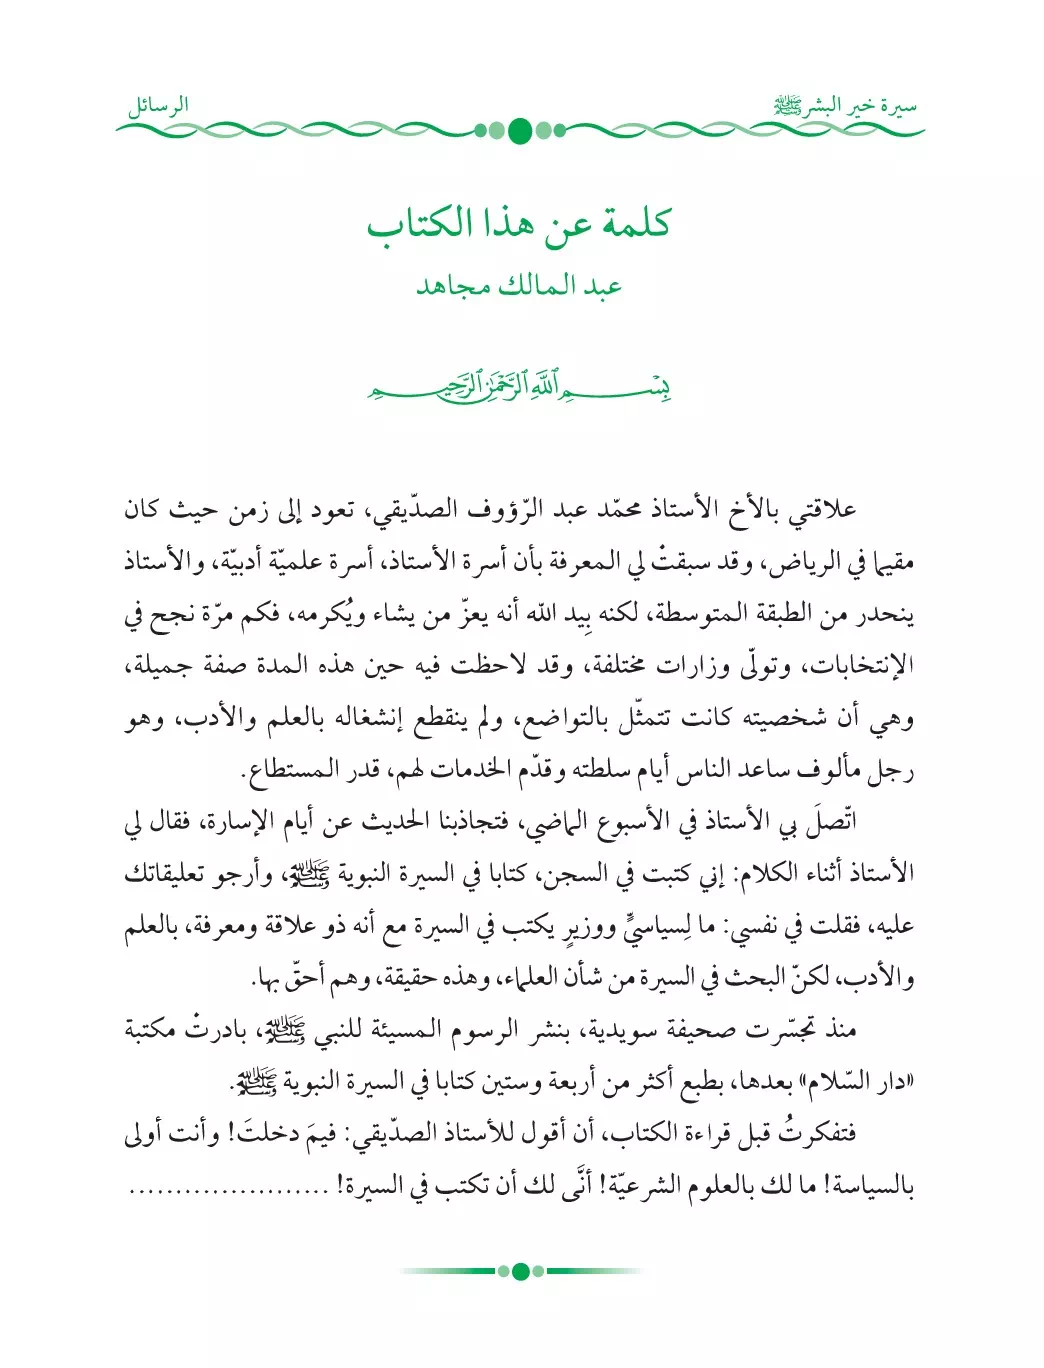 سيرة خير البشر ﷺ
الرسائل
كلمة عن هذا الكتاب
عبد المالك مجاهد
بِسْمِ اللَّهِ الرَّحْمَٰنِ الرَّحِيمِ
علاقتي بالأخ الأستاذ محمّد عبد الرّؤوف الصدّيقي، تعود إلى زمن حيث كان
مقيما في الرياض، وقد سبقتْ لي المعرفة بأن أسرة الأستاذ، أسرة علميّة أدبيّة، والأستاذ
ينحدر من الطبقة المتوسطة، لكنه بِيد الله أنه يعزّ من يشاء ويُكرمه، فكم مرّة نجح في
الإنتخابات، وتولّى وزارات مختلفة، وقد لاحظت فيه حين هذه المدة صفة جميلة،
وهي أن شخصيته كانت تتمثّل بالتواضع، ولم ينقطع إنشغاله بالعلم والأدب، وهو
رجل مألوف ساعد الناس أيام سلطته وقدّم الخدمات لهم، قدر المستطاع.
اتّصلَ بي الأستاذ في الأسبوع الماضي، فتجاذبنا الحديث عن أيام الإسارة، فقال لي
الأستاذ أثناء الكلام: إني كتبت في السجن، كتابا في السيرة النبوية ﷺ، وأرجو تعليقاتك
عليه، فقلت في نفسي: ما لِسياسيٍّ ووزيرٍ يكتب في السيرة مع أنه ذو علاقة ومعرفة، بالعلم
والأدب، لكنّ البحث في السيرة من شأن العلماء، وهذه حقيقة، وهم أحقّ بها.
منذ تجسّرت صحيفة سويدية، بنشر الرسوم المسيئة للنبي ﷺ، بادرتْ مكتبة
«دار السّلام» بعدها، بطبع أكثر من أربعة وستين كتابا في السيرة النبوية ﷺ.
فتفكرتُ قبل قراءة الكتاب، أن أقول للأستاذ الصدّيقي: فيمَ دخلتَ! وأنت أولى
بالسياسة! ما لك بالعلوم الشرعيّة! أنَّى لك أن تكتب في السيرة! ......................